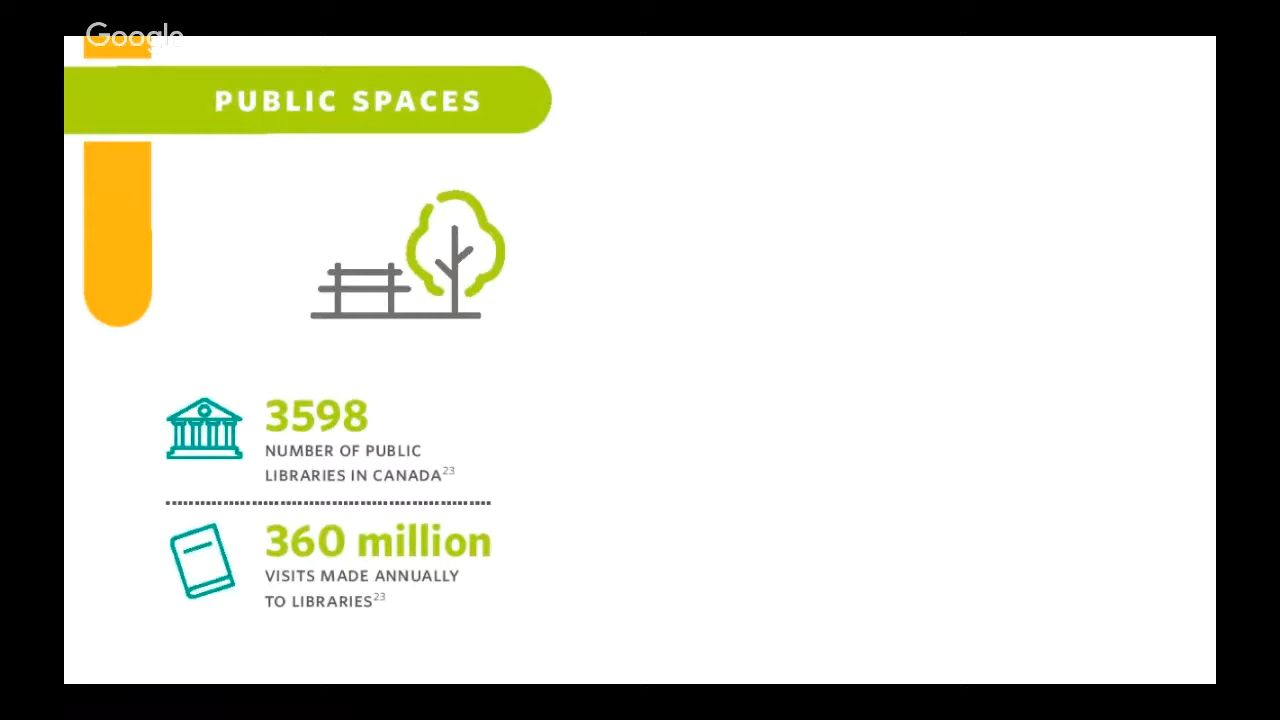 Google
PUBLIC SPACES
3598
NUMBER OF PUBLIC
LIBRARIES IN CANADA23
360 million
VISITS MADE ANNUALLY
TO LIBRARIES23